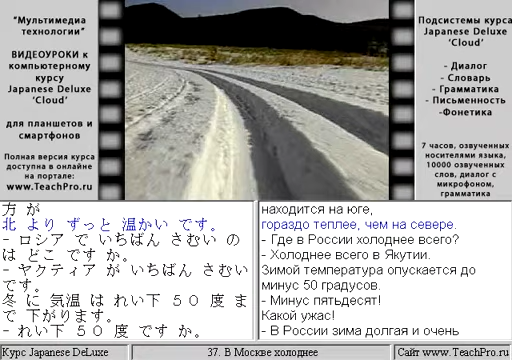 “Мультимедиа
технологии”
ВИДЕОУРОКИ к
компьютерному
курсу
Japanese DeLuxe
‘Cloud’
для планшетов и
смартфонов
Полная версия курса
доступна в онлайне
на портале:
www.TeachPro.ru
Подсистемы курса
Japanese Deluxe
‘Cloud’
- Диалог
- Словарь
- Грамматика
- Письменность
-Фонетика
7 часов, озвученных
носителями языка,
10000 озвученных
слов, диалог с
микрофоном,
грамматика
方 が
北 より ずっと 温かい です。
- ロシア で いちばん さむい の
は どこ です か。
- ヤクティア が いちばん さむい
です。
冬 に 気温 は れい下 ５０ 度 ま
で 下がります。
- れい下 ５０ 度 です か。
находится на юге,
гораздо теплее, чем на севере.
- Где в России холоднее всего?
- Холоднее всего в Якутии.
Зимой температура опускается до
минус 50 градусов.
- Минус пятьдесят!
Какой ужас!
- В России зима долгая и очень
Курс Japanese DeLuxe
37. В Москве холоднее
Сайт www.TeachPro.ru